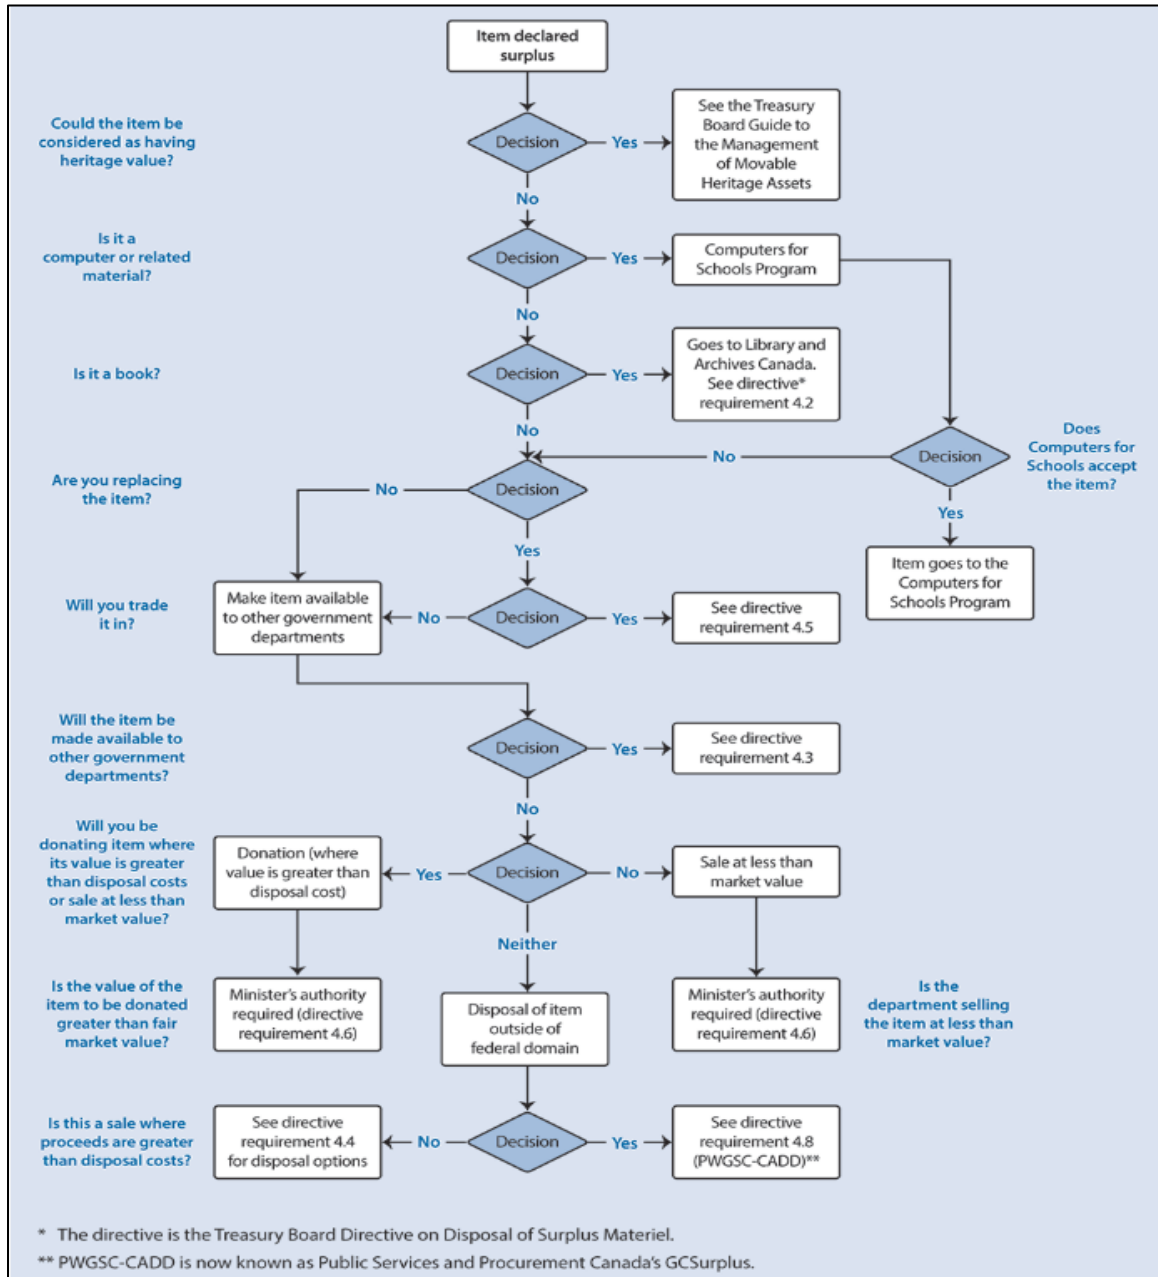 Item declared
surplus
Could the item be
considered as having
heritage value?
Decision
Yes
See the Treasury
Board Guide to
the Management
of Movable
Heritage Assets
No
Is it a
computer or related
material?
Decision
Yes
Computers for
Schools Program
No
Is it a book?
Decision
Yes
Goes to Library and
Archives Canada.
See directive*
requirement 4.2
No
Does
Computers for
Schools accept
the item?
Decision
No
Yes
Item goes to the
Computers for
Schools Program
Are you replacing
the item?
Decision
No
Yes
Will you trade
it in?
Make item available
to other government
departments
No
Decision
Yes
See directive
requirement 4.5
Will the item be
made available to
other government
departments?
Decision
Yes
See directive
requirement 4.3
No
Will you be
donating item where
its value is greater
than disposal costs
or sale at less than
market value?
Donation (where
value is greater than
disposal cost)
Yes
Decision
No
Sale at less than
market value
Neither
Is the value of the
item to be donated
greater than fair
market value?
Minister's authority
required (directive
requirement 4.6)
Disposal of item
outside of
federal domain
Minister's authority
required (directive
requirement 4.6)
Is the
department selling
the item at less than
market value?
Is this a sale where
proceeds are greater
than disposal costs?
See directive
requirement 4.4
for disposal options
No
Decision
Yes
See directive
requirement 4.8
(PWGSC-CADD)**
* The directive is the Treasury Board Directive on Disposal of Surplus Materiel.
** PWGSC-CADD is now known as Public Services and Procurement Canada's GCSurplus.